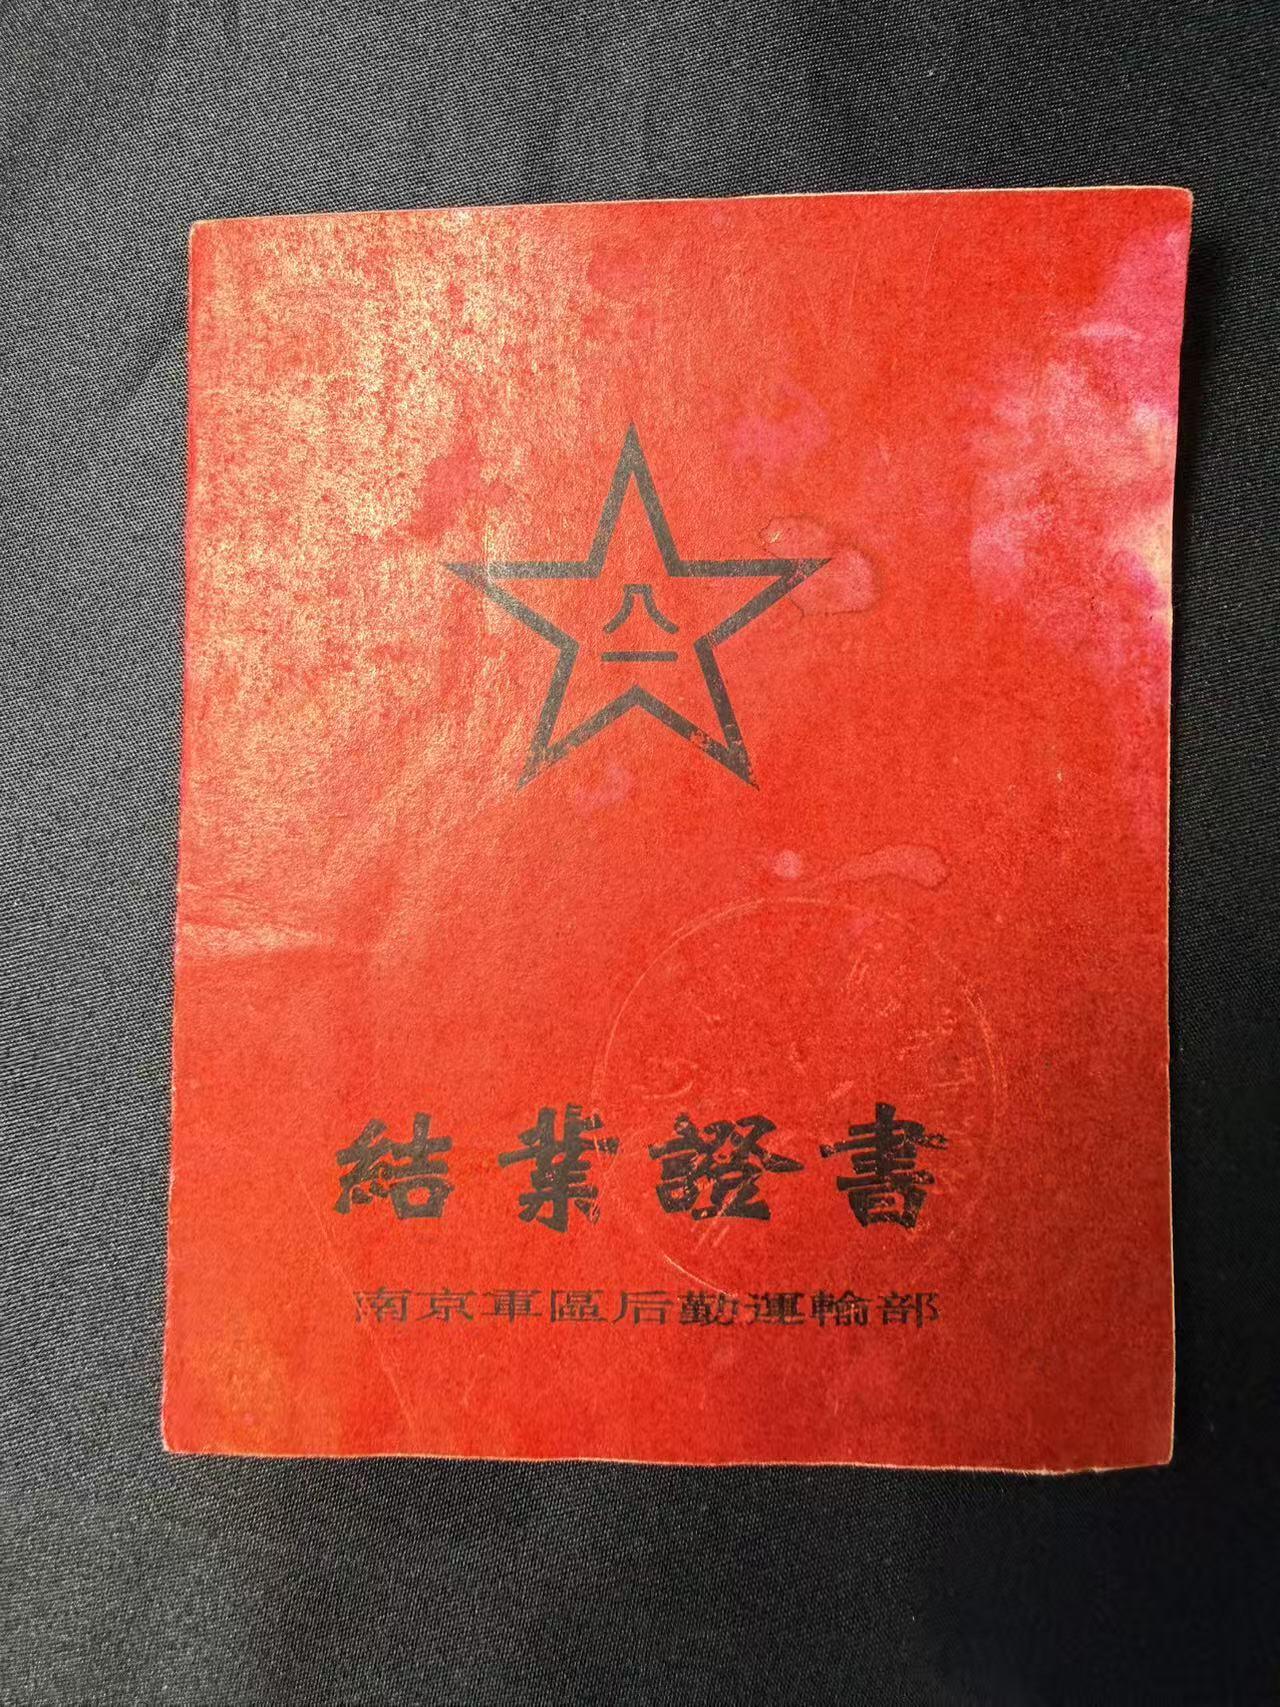 八
一
結業證書
南京軍區后勤運輸部